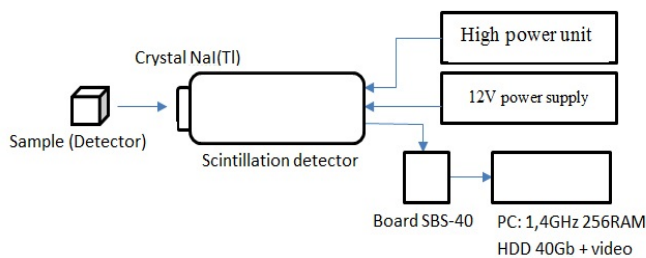 High power unit
Crystal NaI(Tl)
12V power supply
Sample (Detector)
Scintillation detector
Board SBS-40
PC: 1,4GHz 256RAM
HDD 40Gb + video